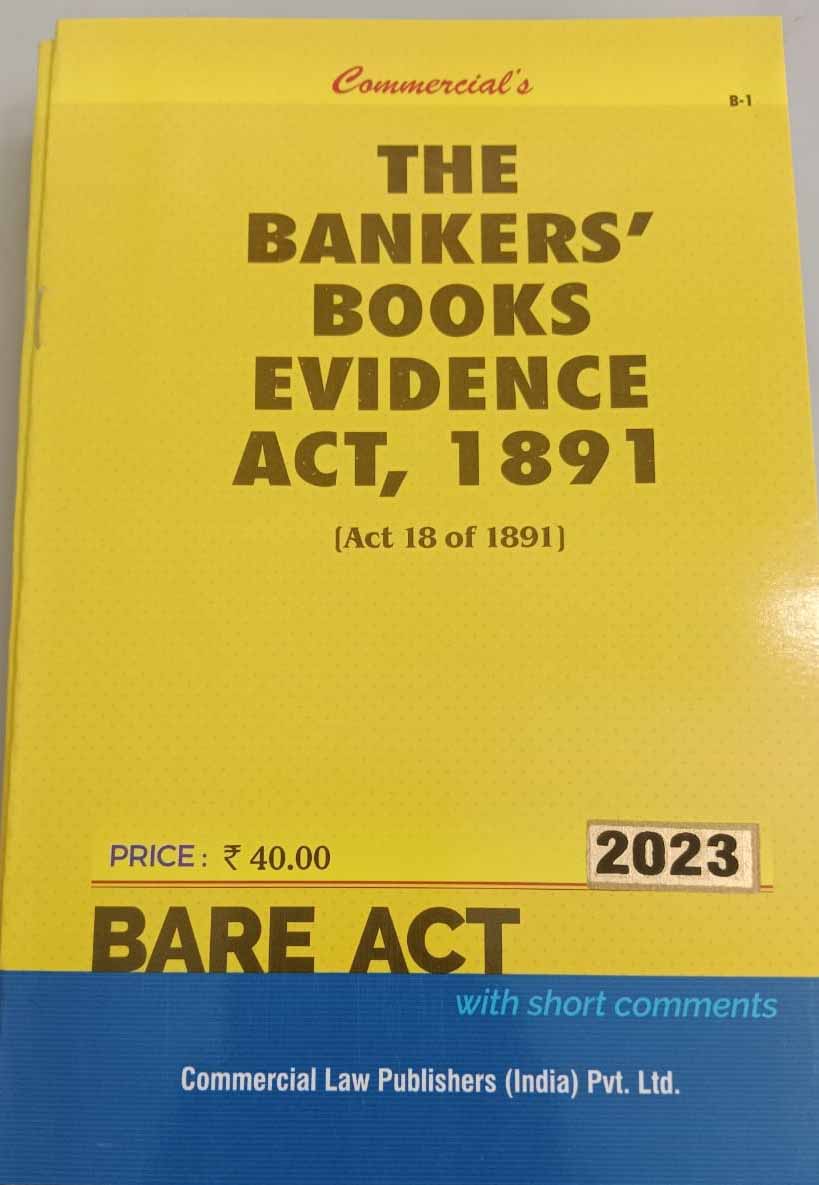 Commercial's
B-1
THE
BANKERS'
BOOKS
EVIDENCE
ACT, 1891
(Act 18 of 1891)
PRICE : ₹ 40.00
2023
BARE ACT
with short comments
Commercial Law Publishers (India) Pvt. Ltd.